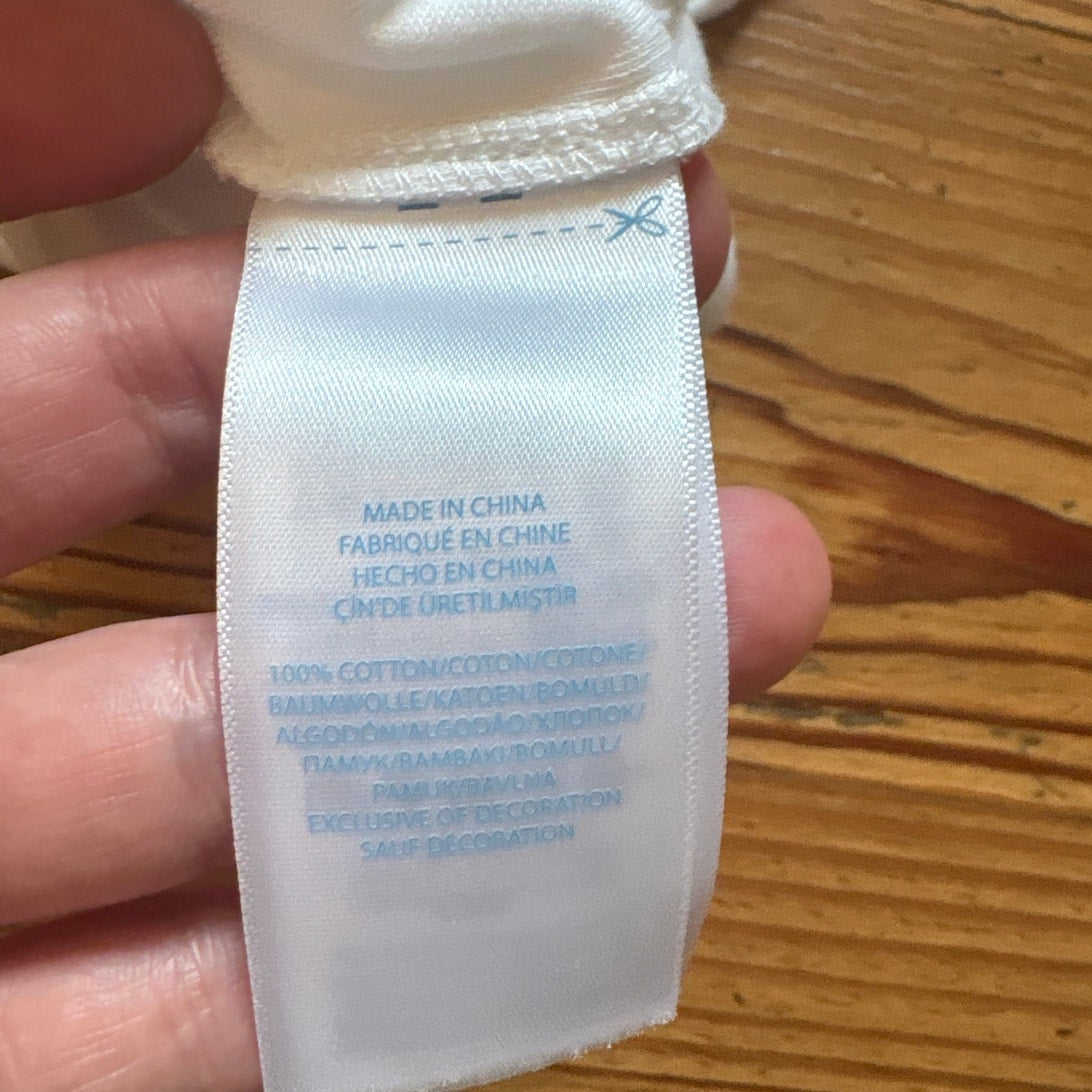 MADE IN CHINA
FABRIQUÉ EN CHINE
HECHO EN CHINA
ÇİN'DE ÜRETİLMİŞTİR
100% COTTON/COTON/COTONE/
BAUMWOLLE/KATOEN/BOMULD/
ALGODÓN/ALGODÃO/ХЛОПОК/
ПАМУК/ΒΑΜΒΑΚΙ/BOMULL/
PAMUK/BAVLNA
EXCLUSIVE OF DECORATION
SAUF DÉCORATION